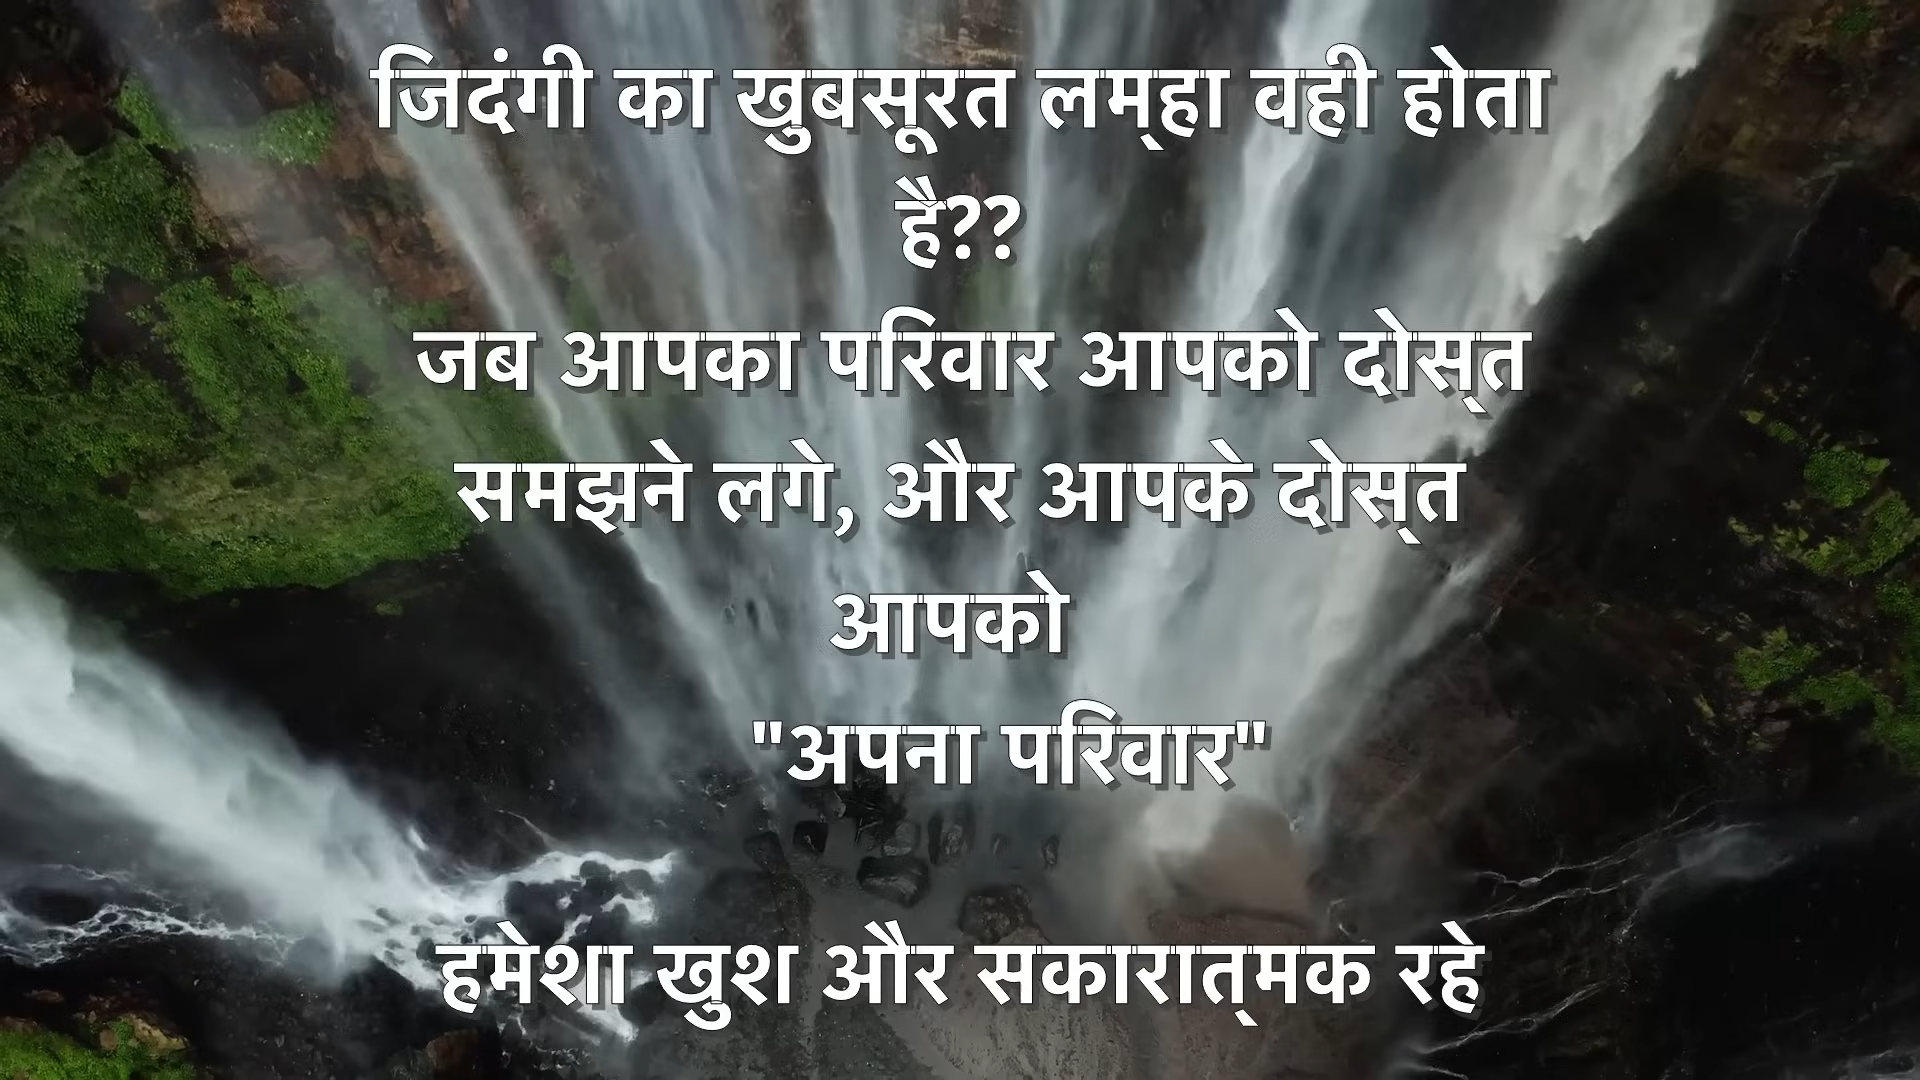 जिदंगी का खुबसूरत लम्हा वही होता
है??
जब आपका परिवार आपको दोस्त
समझने लगे, और आपके दोस्त
आपको
"अपना परिवार"
हमेशा खुश और सकारात्मक रहे